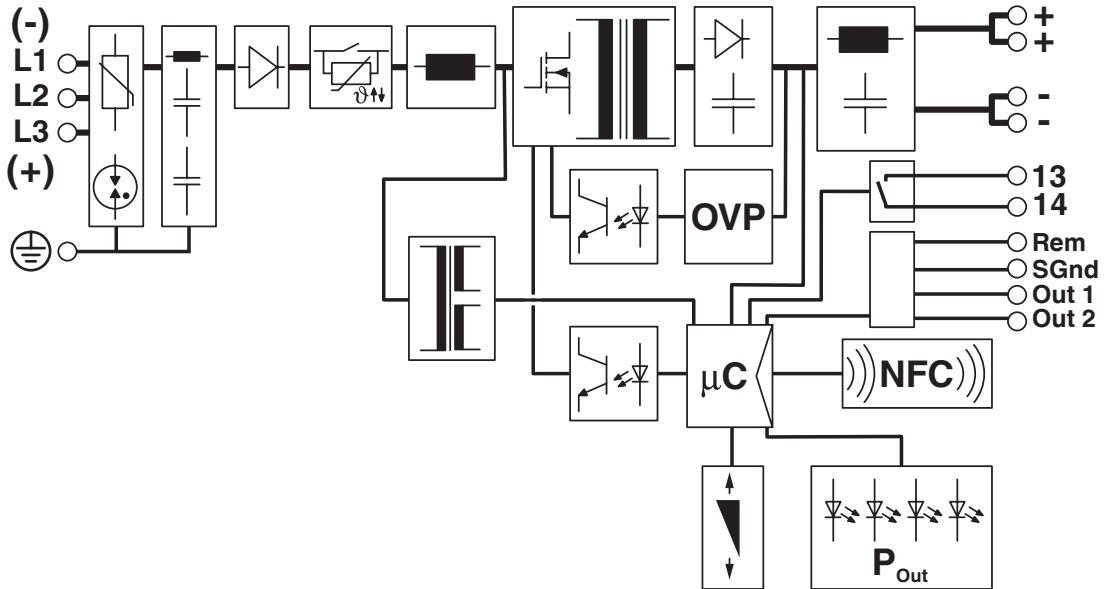 (-)
L1
L2
L3
(+)
ϑ
+
+
-
-
OVP
13
14
Rem
SGnd
Out 1
Out 2
μC
NFC
POut